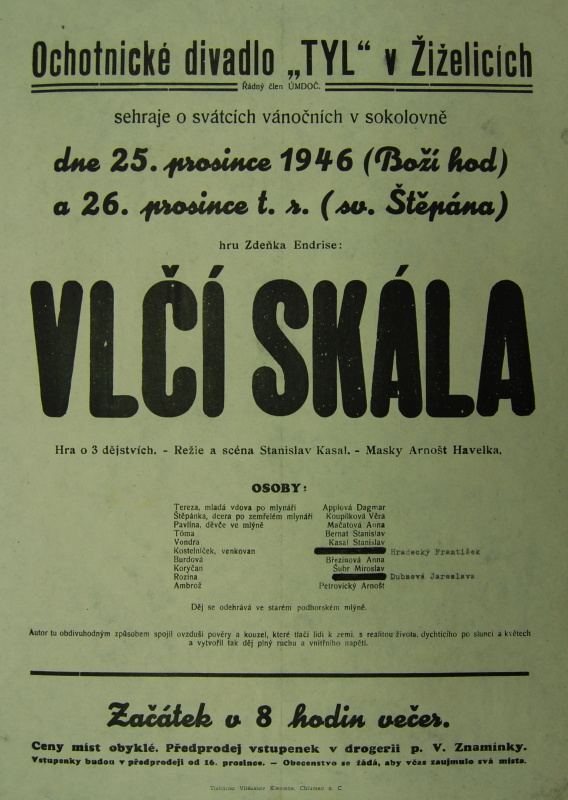 Ochotnické divadlo „TYL“ v Žiželicích
Řádný člen ÚMDOČ.
sehraje o svátcích vánočních v sokolovně
dne 25. prosince 1946 (Boží hod)
a 26. prosince t. r. (sv. Štěpána)
hru Zdeňka Endrise:
VLČÍ SKÁLA
Hra o 3 dějstvích. - Režie a scéna Stanislav Kasal. - Masky Arnošt Havelka.
OSOBY:
Tereza, mladá vdova po mlynáři Applová Dagmar
Štěpánka, dcera po zemřelém mlynáři Koupilková Věra
Pavlína, děvče ve mlýně Mačatová Anna
Tóma Bernat Stanislav
Vondra Kasal Stanislav
Kostelníček, venkovan Hradecký František
Burdová Březinová Anna
Koryčan Šubr Miroslav
Rozina Dubnová Jaroslava
Ambrož Petrovický Arnošt
Děj se odehrává ve starém podhorském mlýně.
Autor tu obdivuhodným způsobem spojil ovzduší pověry a kouzel, které tlačí lidi k zemi, s realitou života, dychtícího po slunci a květech
a vytvořil tak děj plný ruchu a vnitřního napětí.
Začátek v 8 hodin večer.
Ceny míst obyklé. Předprodej vstupenek v drogerii p. V. Znamínky.
Vstupenky budou v předprodeji od 16. prosince. — Obecenstvo se žádá, aby včas zaujmulo svá místa.
Tiskárna Chlumec n. C.